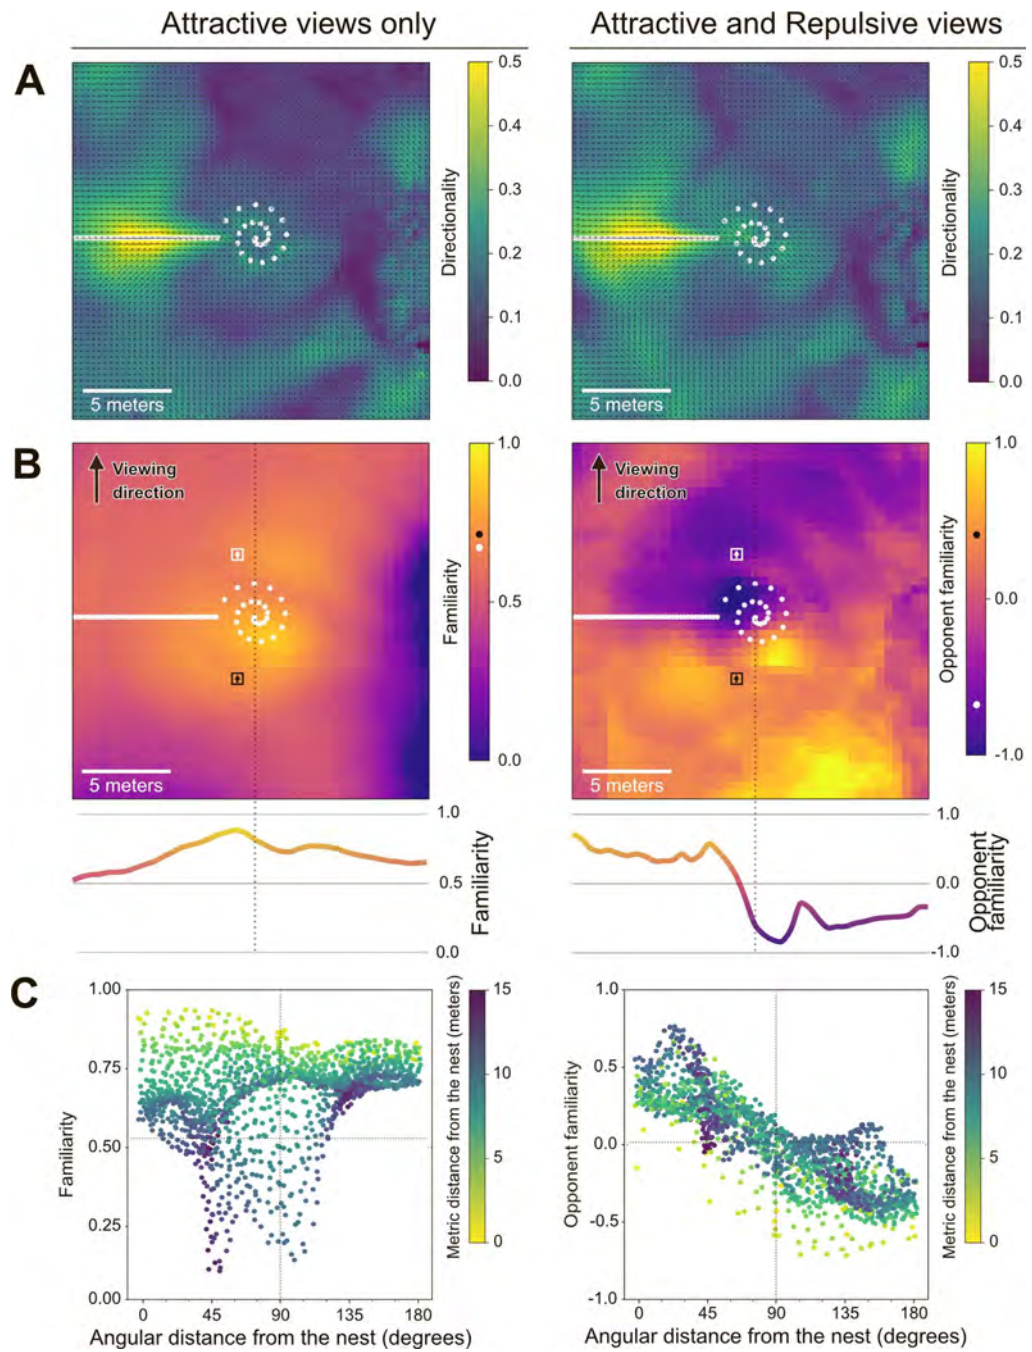 Attractive views only
Attractive and Repulsive views
A
0.5
0.4
0.3
0.2
0.1
0.0
Directionality
5 meters
0.5
0.4
0.3
0.2
0.1
0.0
Directionality
5 meters
B
Viewing
direction
5 meters
1.0
0.5
0.0
Familiarity
Viewing
direction
5 meters
1.0
0.0
-1.0
Opponent familiarity
1.0
0.5
0.0
Familiarity
1.0
0.0
-1.0
Opponent
familiarity
C
1.00
0.75
0.50
0.25
0.00
Familiarity
0
45
90
135
180
Angular distance from the nest (degrees)
Metric distance from the nest (meters)
15
10
5
0
1.0
0.5
0.0
-0.5
-1.0
Opponent familiarity
0
45
90
135
180
Angular distance from the nest (degrees)
Metric distance from the nest (meters)
15
10
5
0